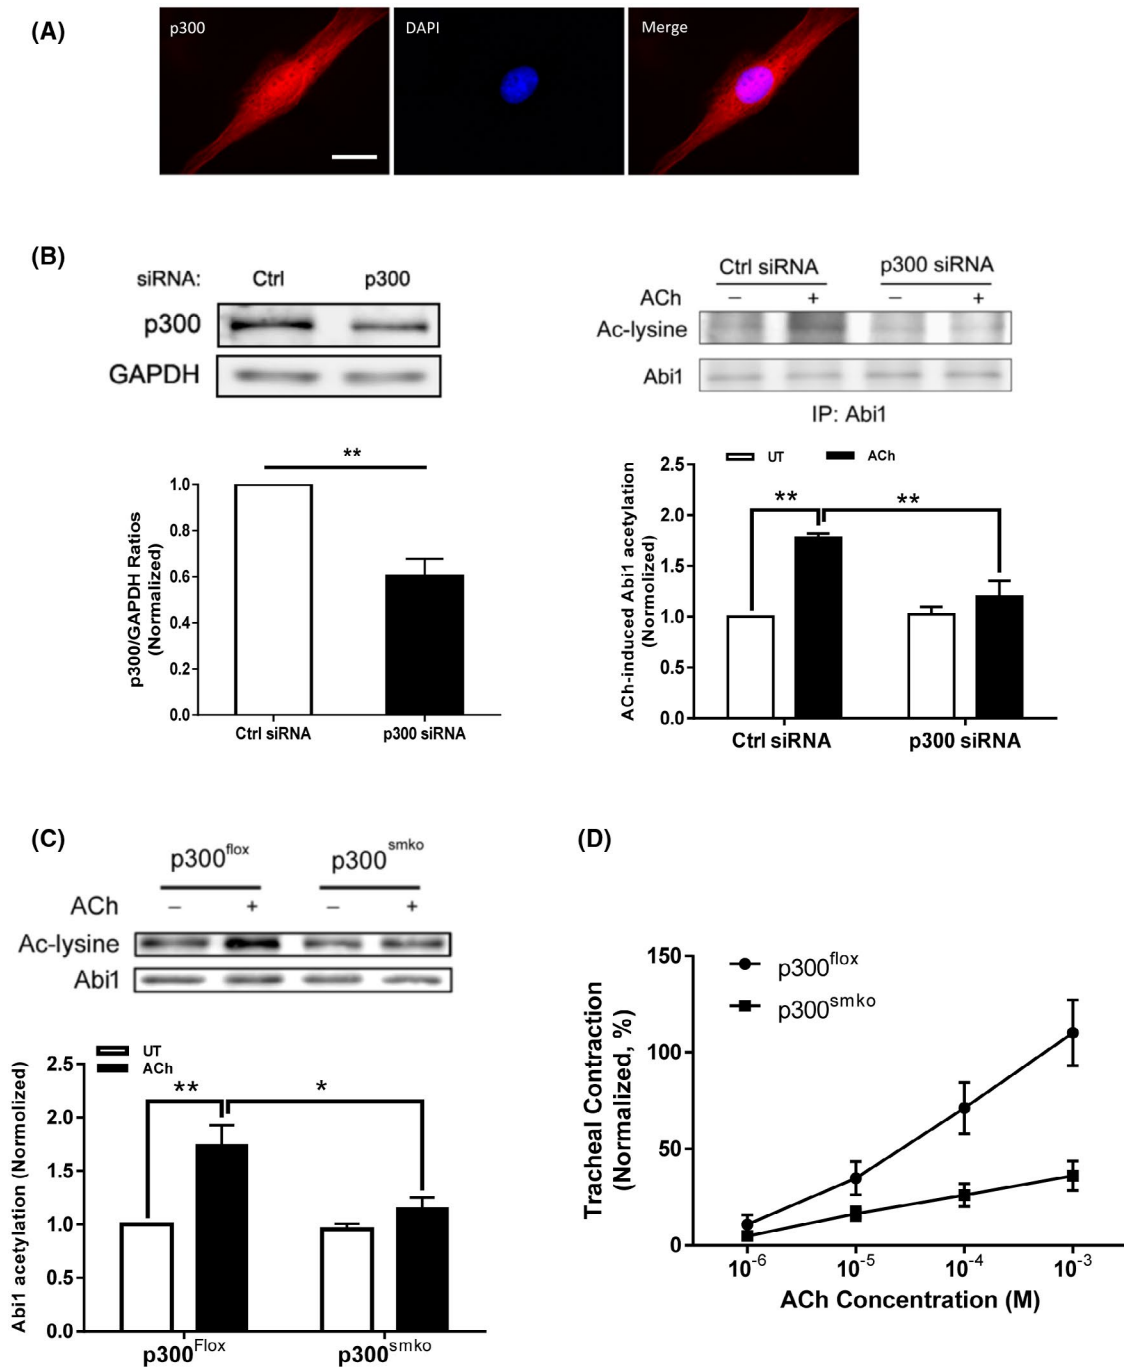 (A)
p300
DAPI
Merge
(B)
siRNA: Ctrl p300
p300
GAPDH
**
1.0
0.8
0.6
0.4
0.2
0.0
p300/GAPDH Ratios
(Normalized)
Ctrl siRNA p300 siRNA
Ctrl siRNA p300 siRNA
ACh − + − +
Ac-lysine
Abi1
IP: Abi1
UT ACh
** **
2.5
2.0
1.5
1.0
0.5
0.0
ACh-induced Abi1 acetylation
(Normolized)
Ctrl siRNA p300 siRNA
(C)
p300flox p300smko
ACh − + − +
Ac-lysine
Abi1
UT
ACh
** *
2.5
2.0
1.5
1.0
0.5
0.0
Abi1 acetylation (Normolized)
p300Flox p300smko
(D)
p300flox
p300smko
150
100
50
0
Tracheal Contraction
(Normalized, %)
10-6 10-5 10-4 10-3
ACh Concentration (M)